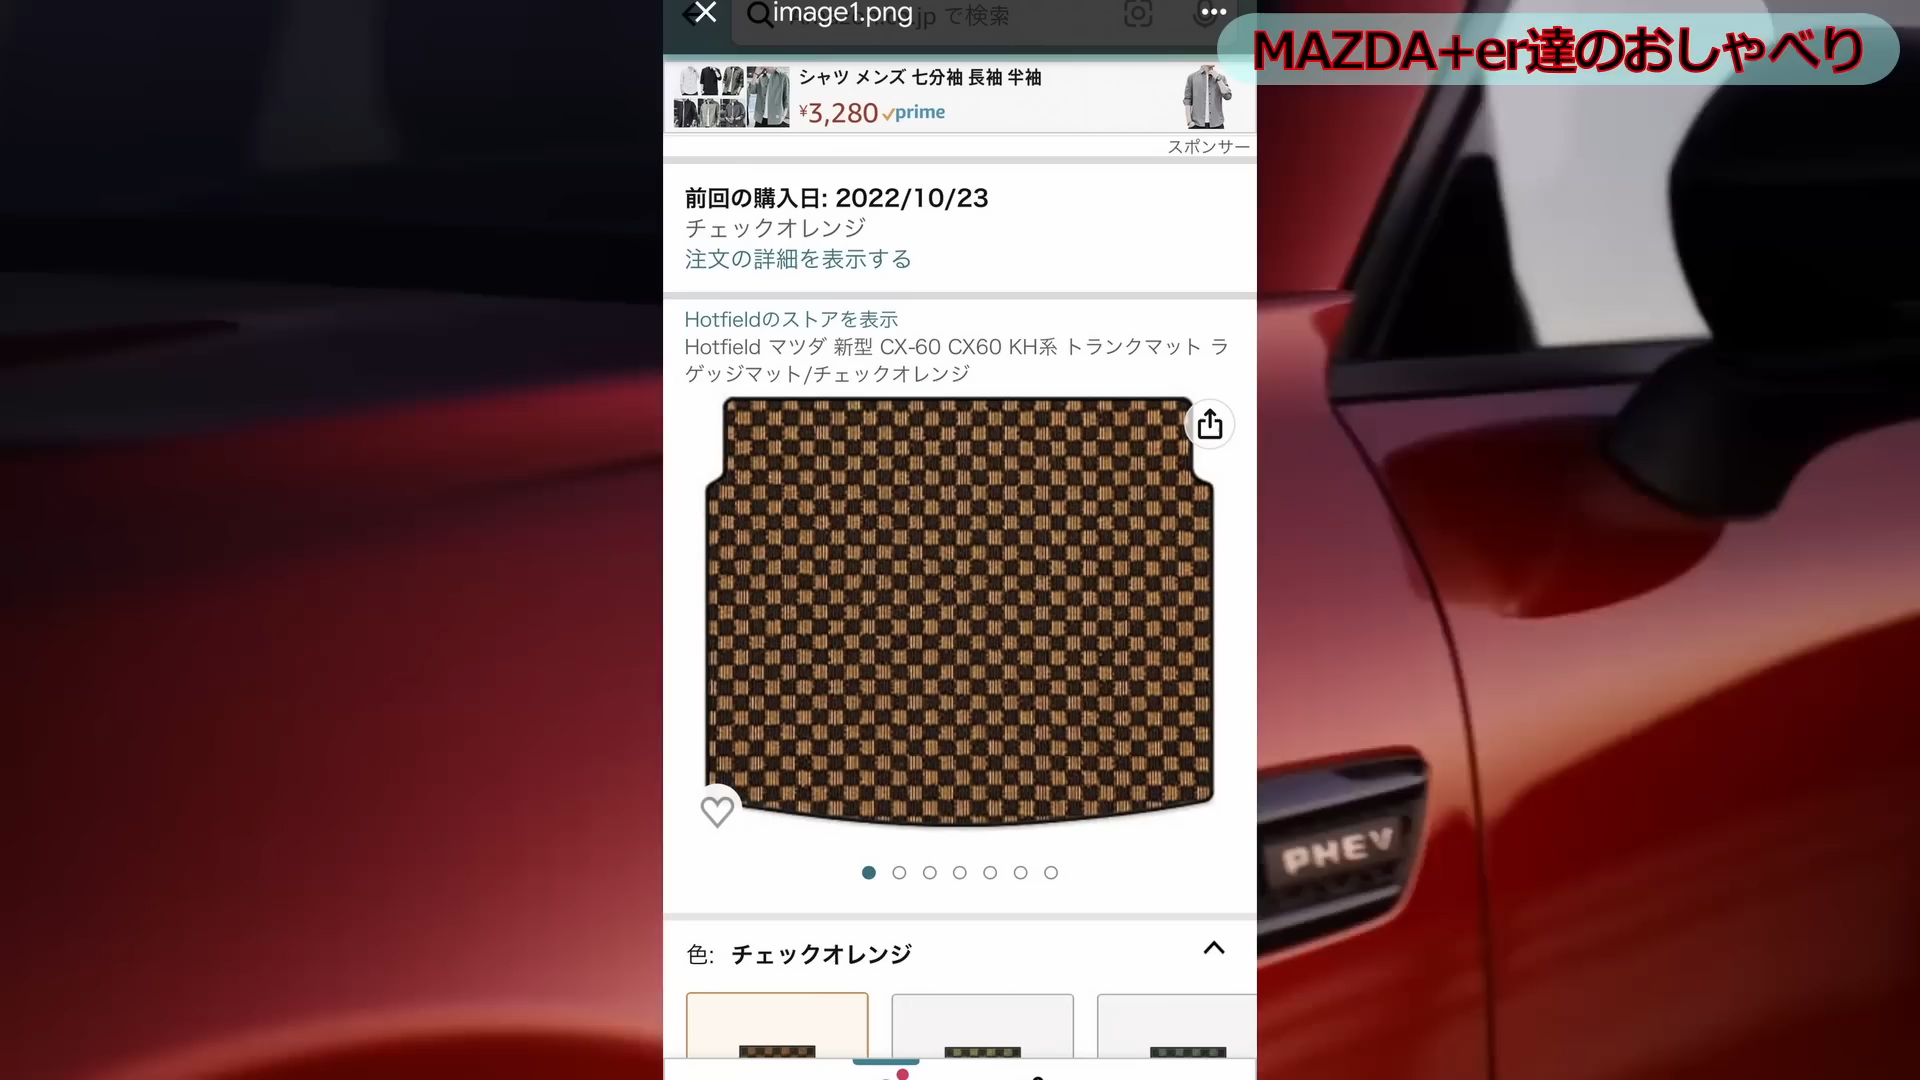 image1.png
.jp で検索
MAZDA+er達のおしゃべり
シャツ メンズ 七分袖 長袖 半袖
¥3,280 prime
スポンサー
前回の購入日: 2022/10/23
チェックオレンジ
注文の詳細を表示する
Hotfieldのストアを表示
Hotfield マツダ 新型 CX-60 CX60 KH系 トランクマット ラ
ゲッジマット/チェックオレンジ
PHEV
色: チェックオレンジ